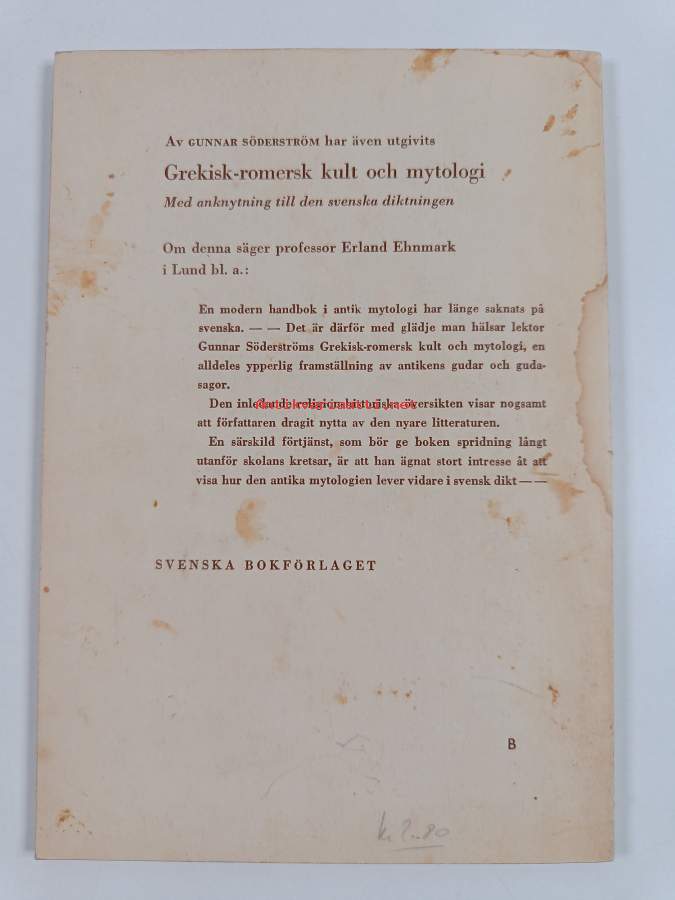 Av GUNNAR SÖDERSTRÖM har även utgivits
Grekisk-romersk kult och mytologi
Med anknytning till den svenska diktningen
Om denna säger professor Erland Ehnmark
i Lund bl. a.:
En modern handbok i antik mytologi har länge saknats på
svenska. — — Det är därför med glädje man hälsar lektor
Gunnar Söderströms Grekisk-romersk kult och mytologi, en
alldeles ypperlig framställning av antikens gudar och guda-
sagor.
Den inledande religionshistoriska översikten visar nogsamt
att författaren dragit nytta av den nyare litteraturen.
En särskild förtjänst, som bör ge boken spridning långt
utanför skolans kretsar, är att han ägnat stort intresse åt att
visa hur den antika mytologien lever vidare i svensk dikt — —
SVENSKA BOKFÖRLAGET
B